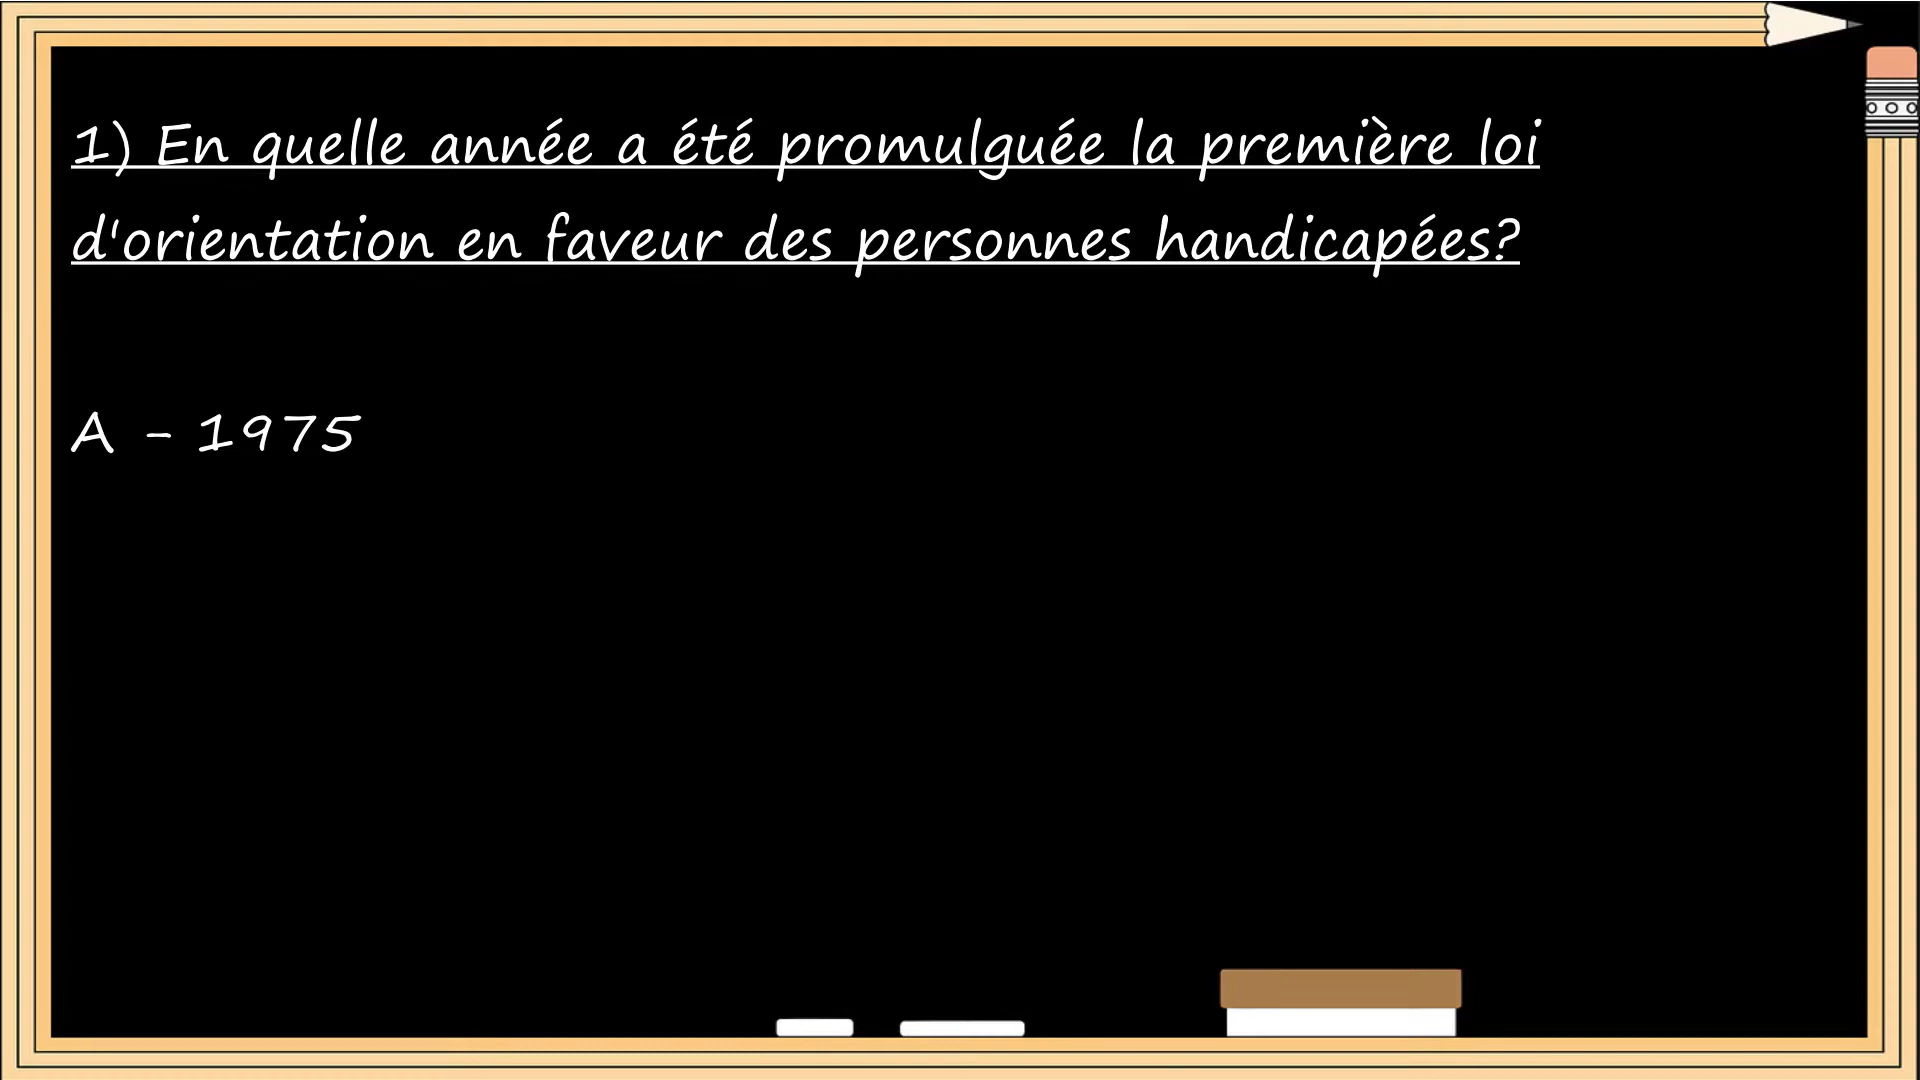 1) En quelle année a été promulguée la première loi
d'orientation en faveur des personnes handicapées?
A - 1975